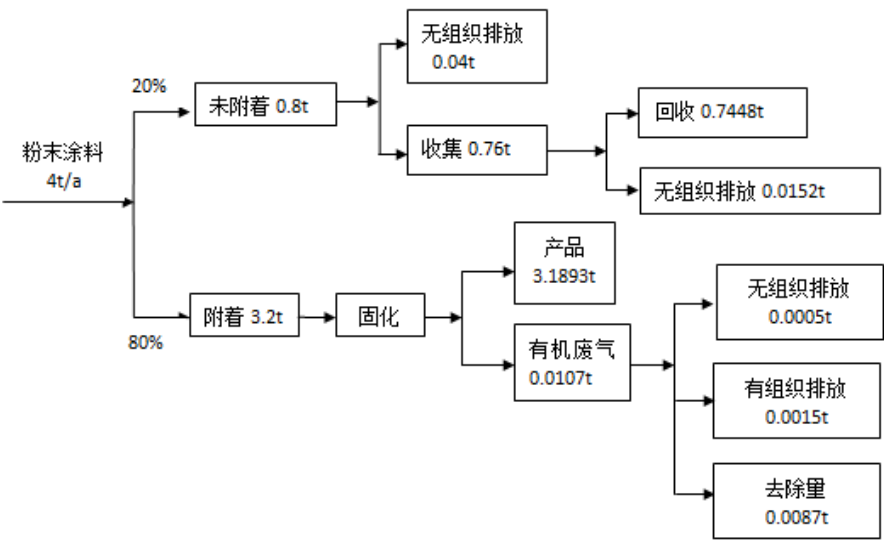 无组织排放
0.04t
20%
未附着 0.8t
回收 0.7448t
收集 0.76t
粉末涂料
4t/a
无组织排放 0.0152t
产品
3.1893t
无组织排放
0.0005t
附着 3.2t
固化
80%
有机废气
0.0107t
有组织排放
0.0015t
去除量
0.0087t